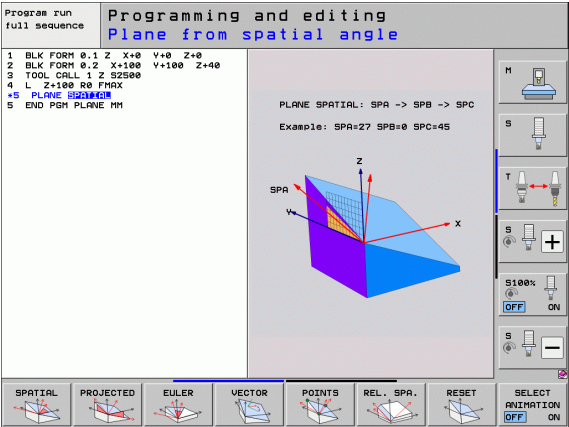 Program run
full sequence
Programming and editing
Plane from spatial angle
1 BLK FORM 0.1 Z X+0 Y+0 Z+0
2 BLK FORM 0.2 X+100 Y+100 Z+40
3 TOOL CALL 1 Z S2500
4 L Z+100 R0 FMAX
*5 PLANE SPATIAL
5 END PGM PLANE MM
PLANE SPATIAL: SPA -> SPB -> SPC
Example: SPA=27 SPB=0 SPC=45
Z
SPA
Y
X
M
S
T
S
+
S100%
OFF ON
S
−
SPATIAL PROJECTED EULER VECTOR POINTS REL. SPA. RESET SELECT
ANIMATION
OFF ON